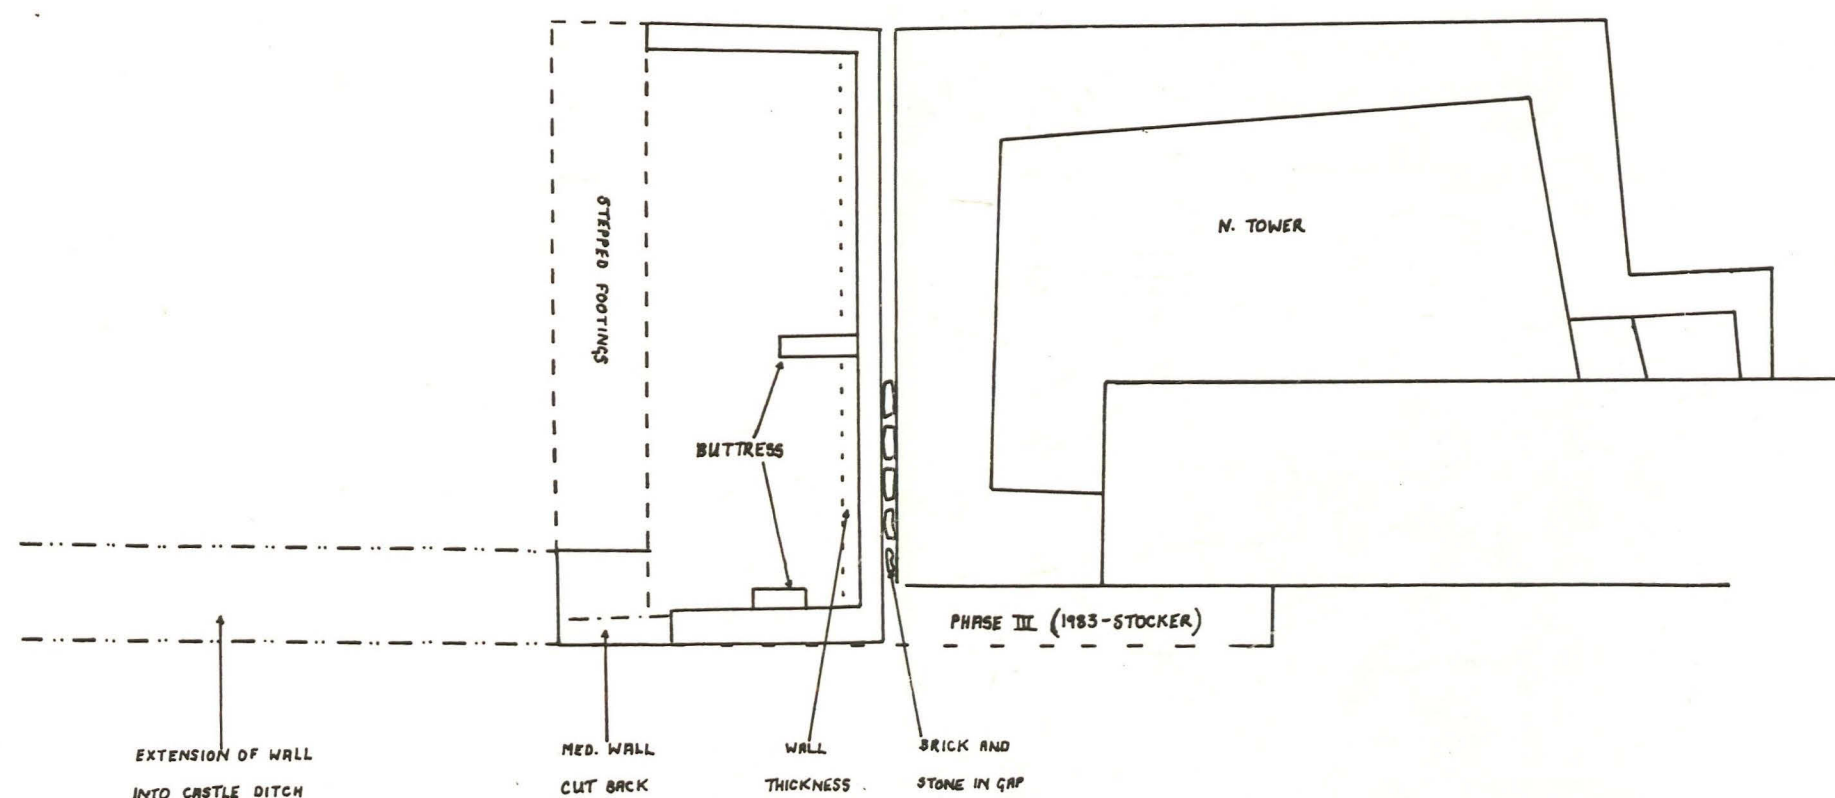 STEPPED FOOTINGS
N. TOWER
BUTTRESS
PHASE III (1983-STOCKER)
EXTENSION OF WALL
INTO CASTLE DITCH
MED. WALL
CUT BACK
WALL
THICKNESS.
BRICK AND
STONE IN GAP